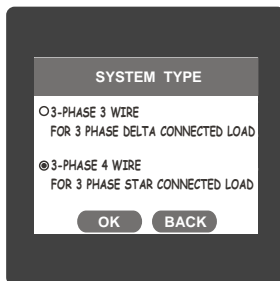 SYSTEM TYPE
3-PHASE 3 WIRE
FOR 3 PHASE DELTA CONNECTED LOAD
3-PHASE 4 WIRE
FOR 3 PHASE STAR CONNECTED LOAD
OK BACK